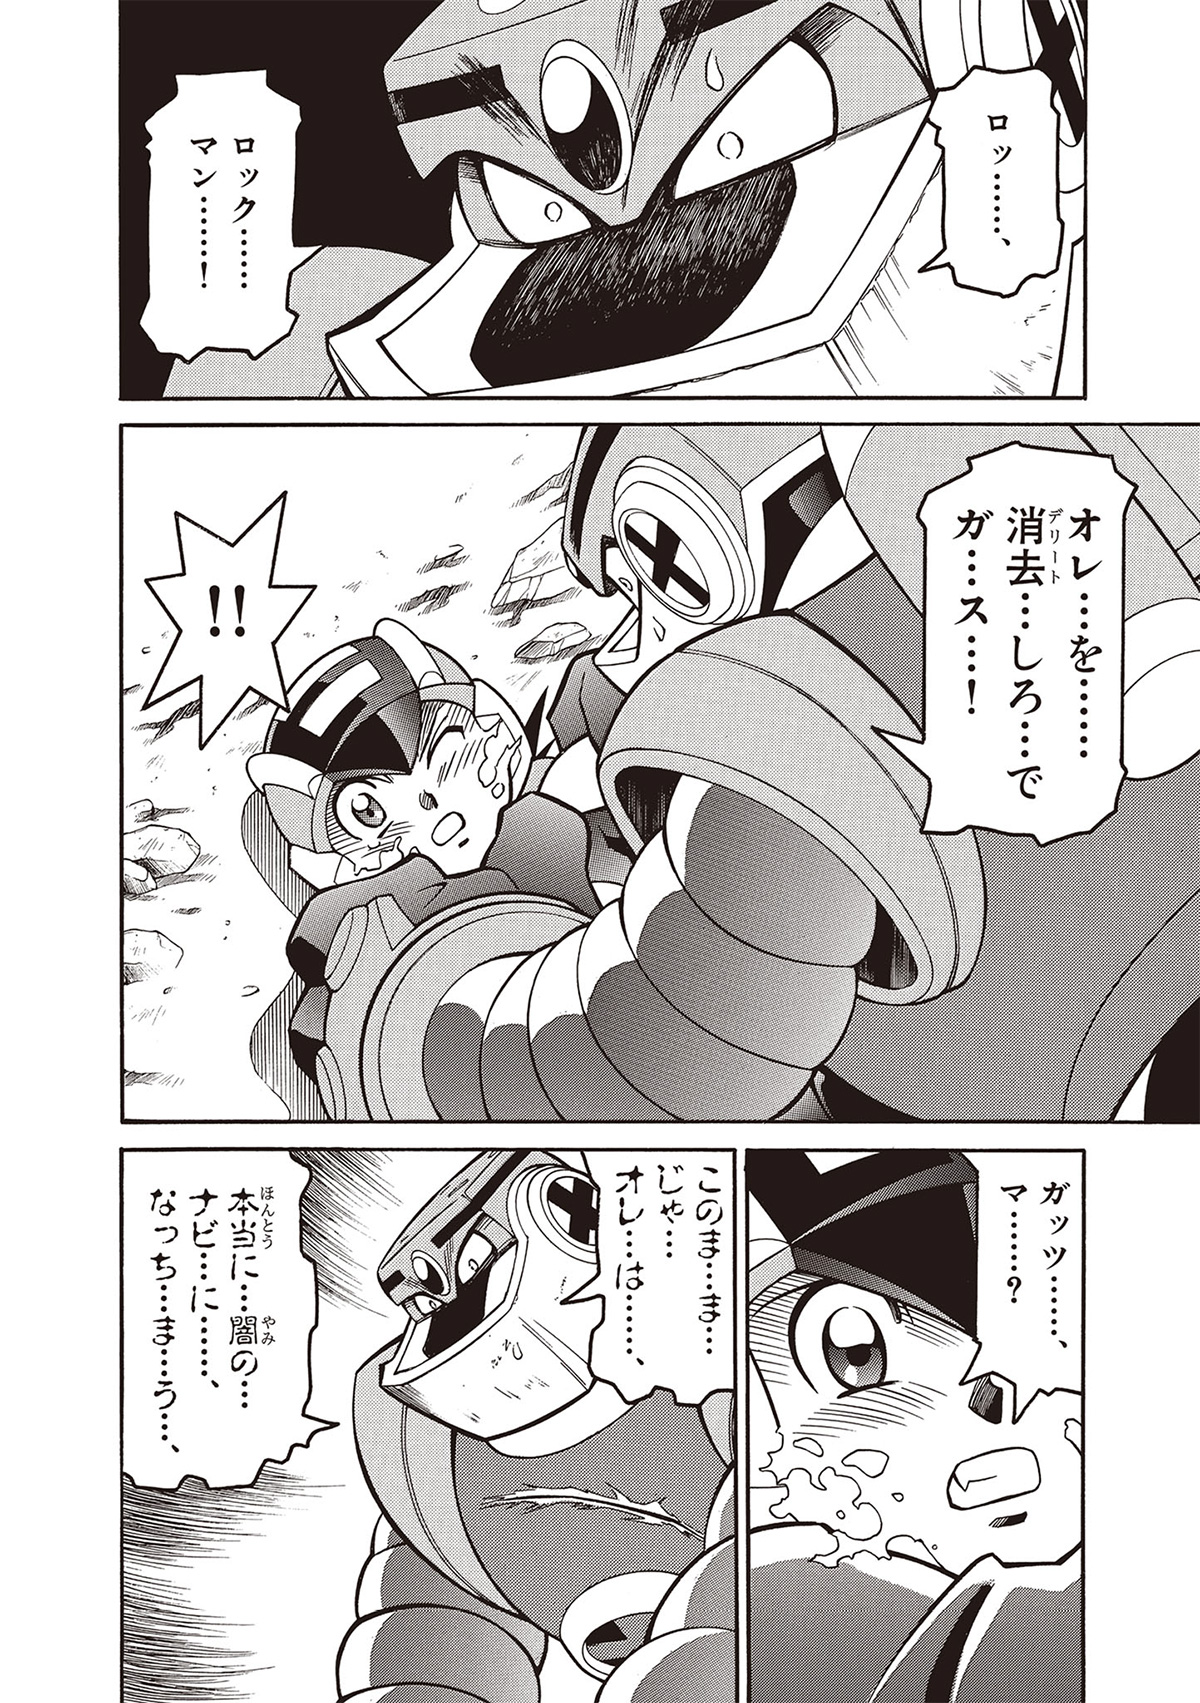 ロッ………、
ロック……
マン……！
オレ…を……
消去…しろ…で
デリート
ガ…ス…！
!!
ガッツ……、
マ……？
このま…ま…
じゃ…
オレ…は…、
本当に…闇の…
ほんとう
やみ
ナビ…に……、
なっち…ま…う…、